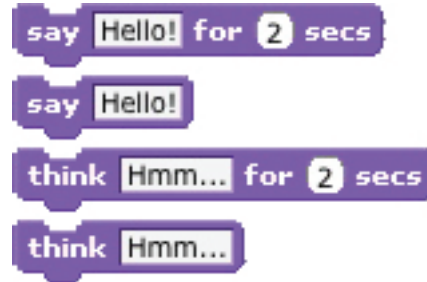 say Hello! for 2 secs
say Hello!
think Hmm... for 2 secs
think Hmm...